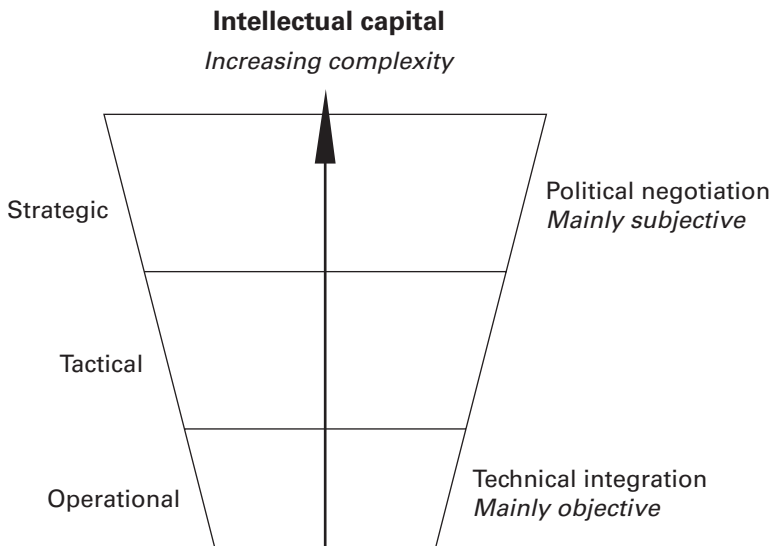 Intellectual capital
Increasing complexity
Strategic
Political negotiation
Mainly subjective
Tactical
Operational
Technical integration
Mainly objective